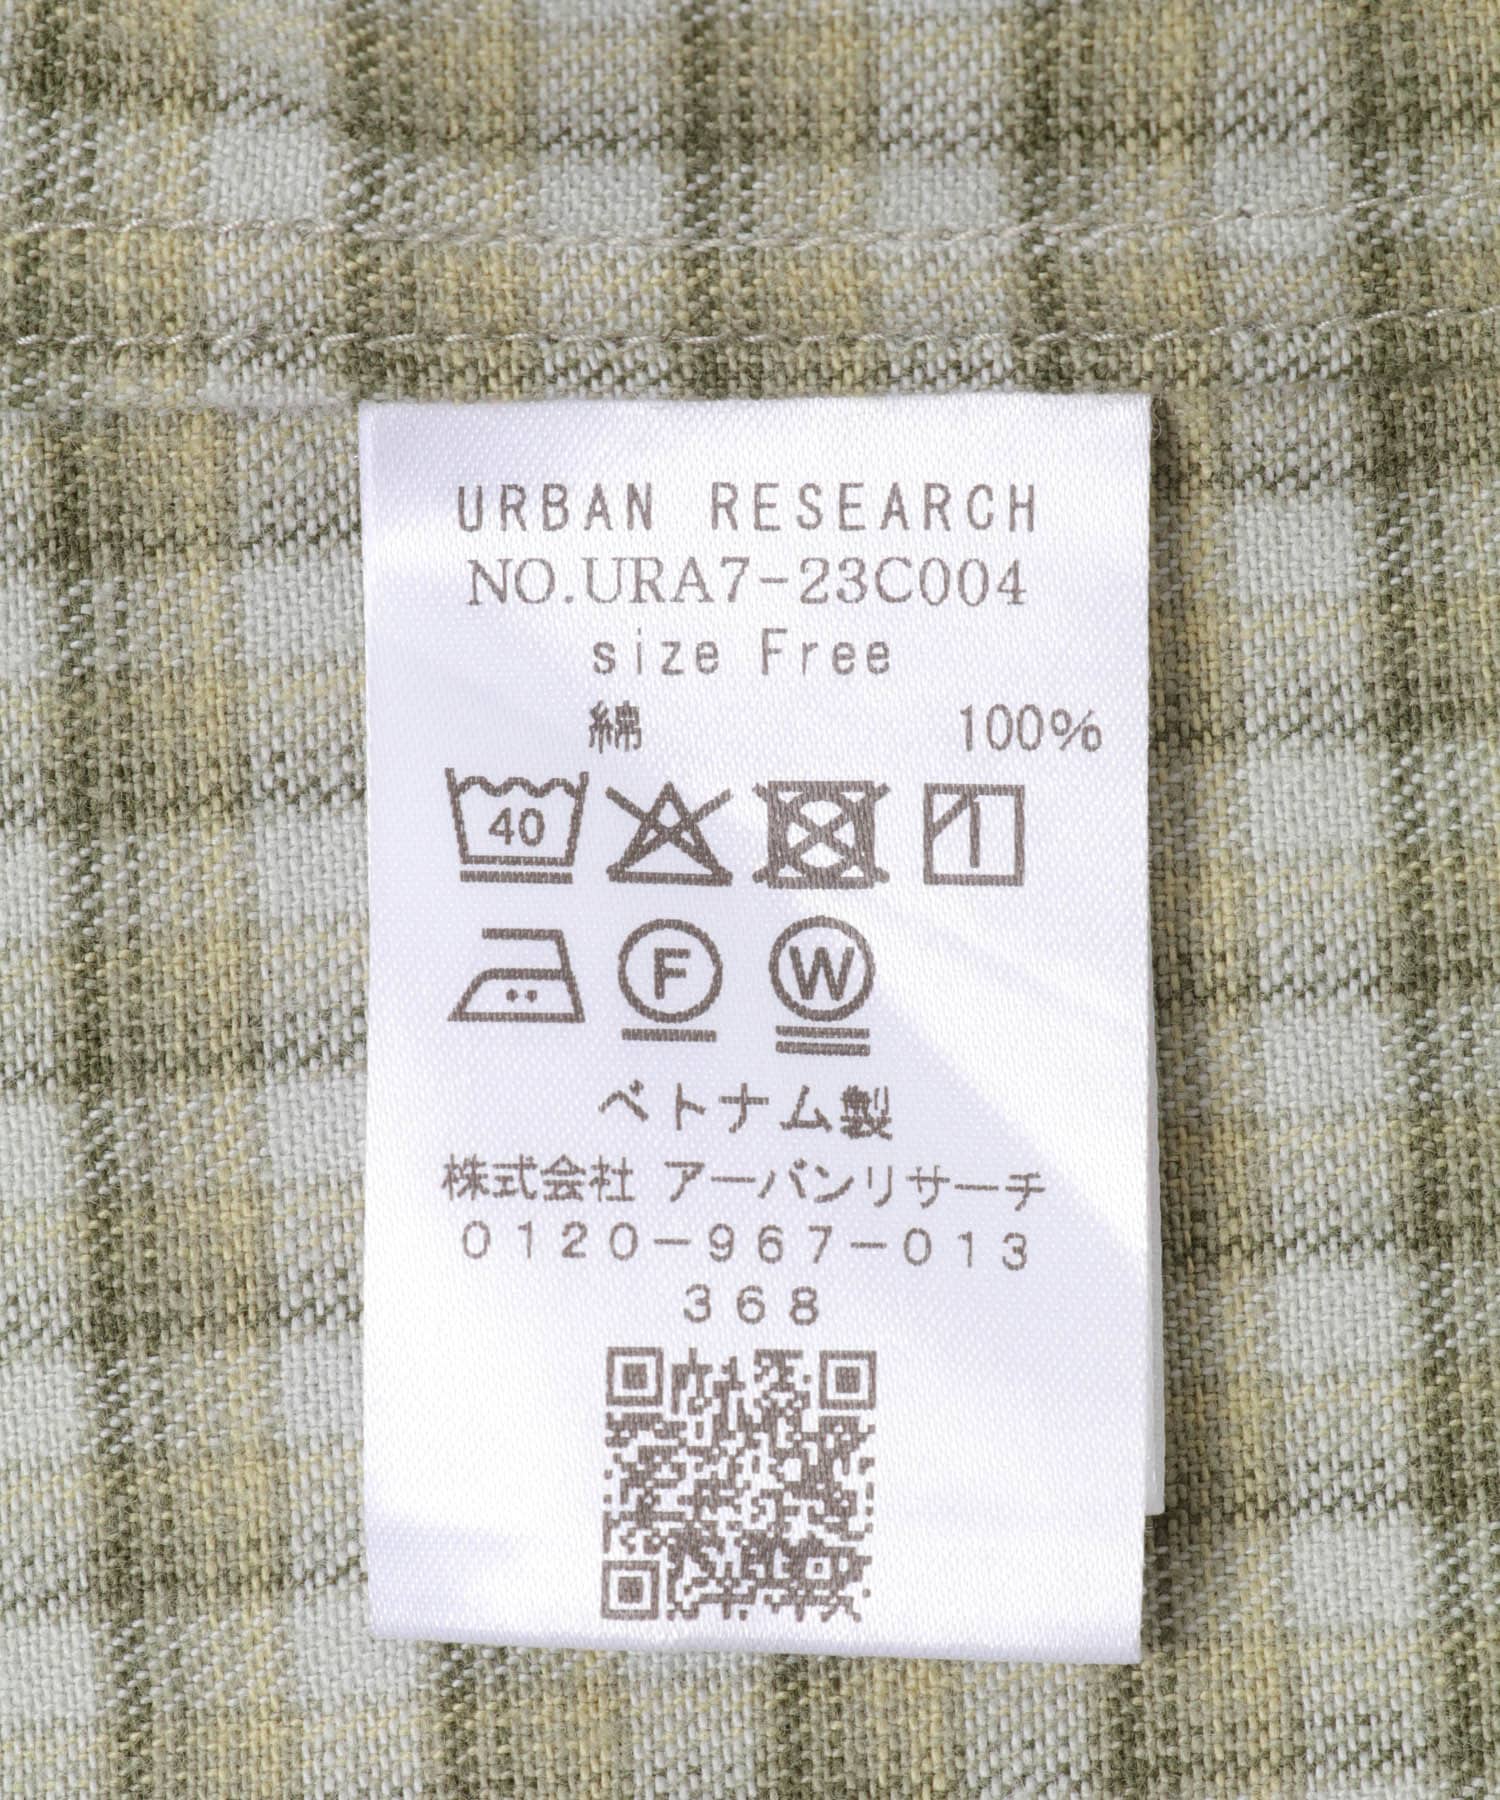 URBAN RESEARCH
NO.URA7-23C004
size Free
綿 100%
40
F W
ベトナム製
株式会社 アーバンリサーチ
0120-967-013
368